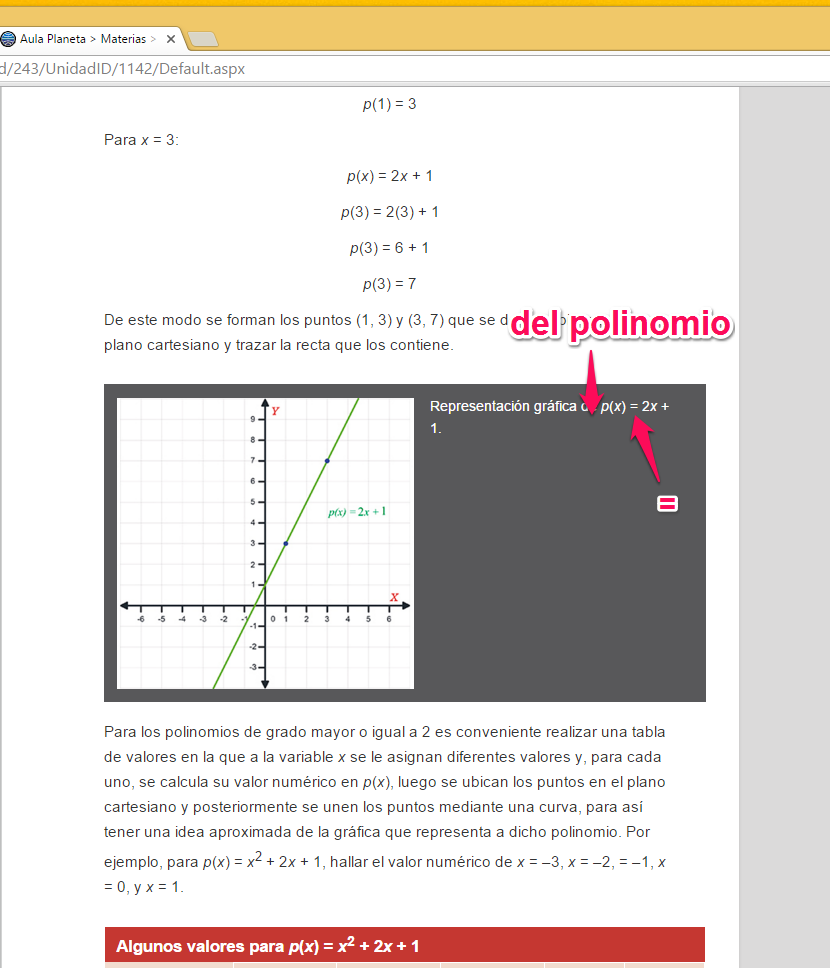 Aula Planeta > Materias >
d/243/UnidadID/1142/Default.aspx
p(1) = 3
Para x = 3:
p(x) = 2x + 1
p(3) = 2(3) + 1
p(3) = 6 + 1
p(3) = 7
De este modo se forman los puntos (1, 3) y (3, 7) que se
del polinomio
plano cartesiano y trazar la recta que los contiene.
Representación gráfica p(x) = 2x +
1.
=
Y
9
8
7
6
5
p(x) = 2x + 1
4
3
2
1
X
-6 -5 -4 -3 -2 -1 0 1 2 3 4 5 6
-1
-2
-3
Para los polinomios de grado mayor o igual a 2 es conveniente realizar una tabla
de valores en la que a la variable x se le asignan diferentes valores y, para cada
uno, se calcula su valor numérico en p(x), luego se ubican los puntos en el plano
cartesiano y posteriormente se unen los puntos mediante una curva, para así
tener una idea aproximada de la gráfica que representa a dicho polinomio. Por
ejemplo, para p(x) = x² + 2x + 1, hallar el valor numérico de x = –3, x = –2, = –1, x
= 0, y x = 1.
Algunos valores para p(x) = x² + 2x + 1